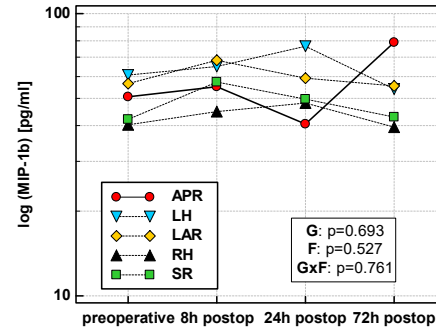 100
log (MIP-1b) [pg/ml]
APR
LH
LAR
RH
SR
G: p=0.693
F: p=0.527
GxF: p=0.761
10
preoperative 8h postop 24h postop 72h postop